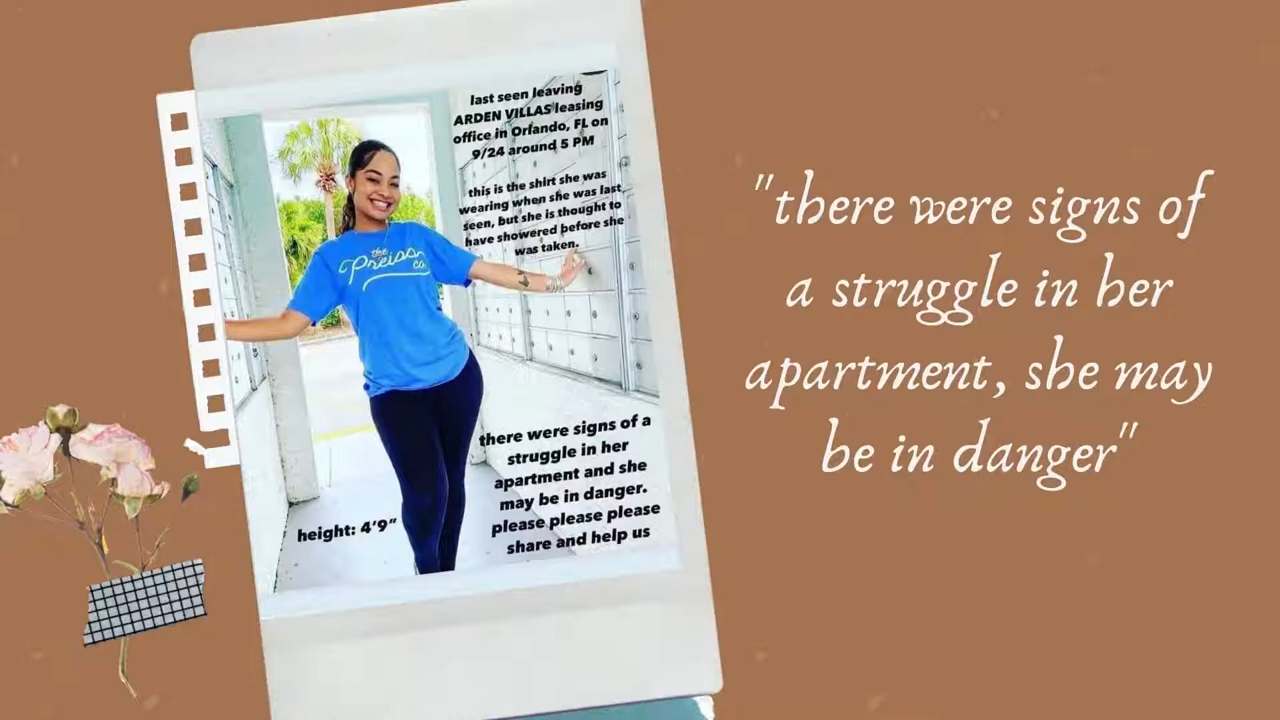 last seen leaving
ARDEN VILLAS leasing
office in Orlando, FL on
9/24 around 5 PM
this is the shirt she was
wearing when she was last
seen, but she is thought to
have showered before she
was taken.
the
Preiss
co.
height: 4'9"
there were signs of a
struggle in her
apartment and she
may be in danger.
please please please
share and help us
"there were signs of
a struggle in her
apartment, she may
be in danger"